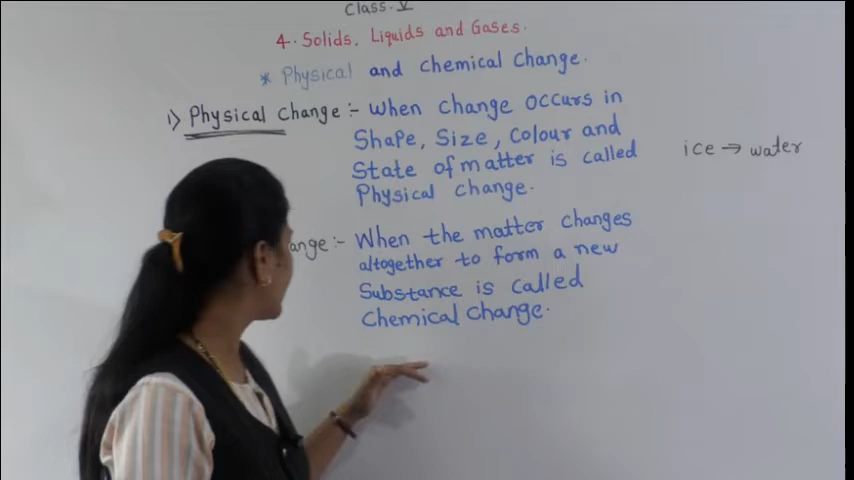 Class. V
4. Solids, Liquids and Gases.
* Physical and chemical Change.
1) Physical Change :- When change occurs in
Shape, Size, Colour and
State of matter is called
Physical change.
ice → water
ange :- When the matter changes
altogether to form a new
Substance is called
Chemical Change.